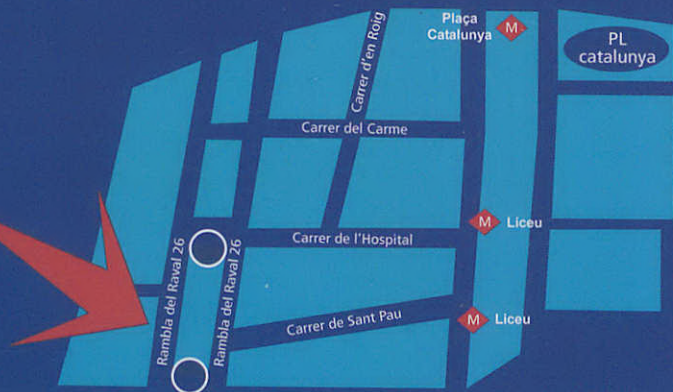 Plaça
Catalunya
M
PL
catalunya
Carrer d'en Roig
Carrer del Carme
M
Liceu
Carrer de l'Hospital
Rambla del Raval 26
Rambla del Raval 26
M
Liceu
Carrer de Sant Pau